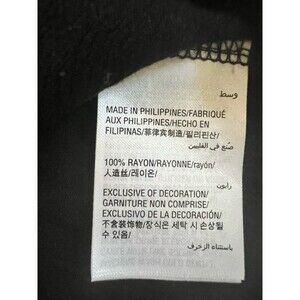 وسط
MADE IN PHILIPPINES/FABRIQUÉ
AUX PHILIPPINES/HECHO EN
FILIPINAS/菲律宾制造/필리핀산/
صُنع في الفلبين
100% RAYON/RAYONNE/rayón/
人造丝/레이온/
رايون
EXCLUSIVE OF DECORATION/
GARNITURE NON COMPRISE/
EXCLUSIVO DE LA DECORACIÓN/
不含装饰物/장식은 세탁 시 손상될
수 있음/
باستثناء الزخرف